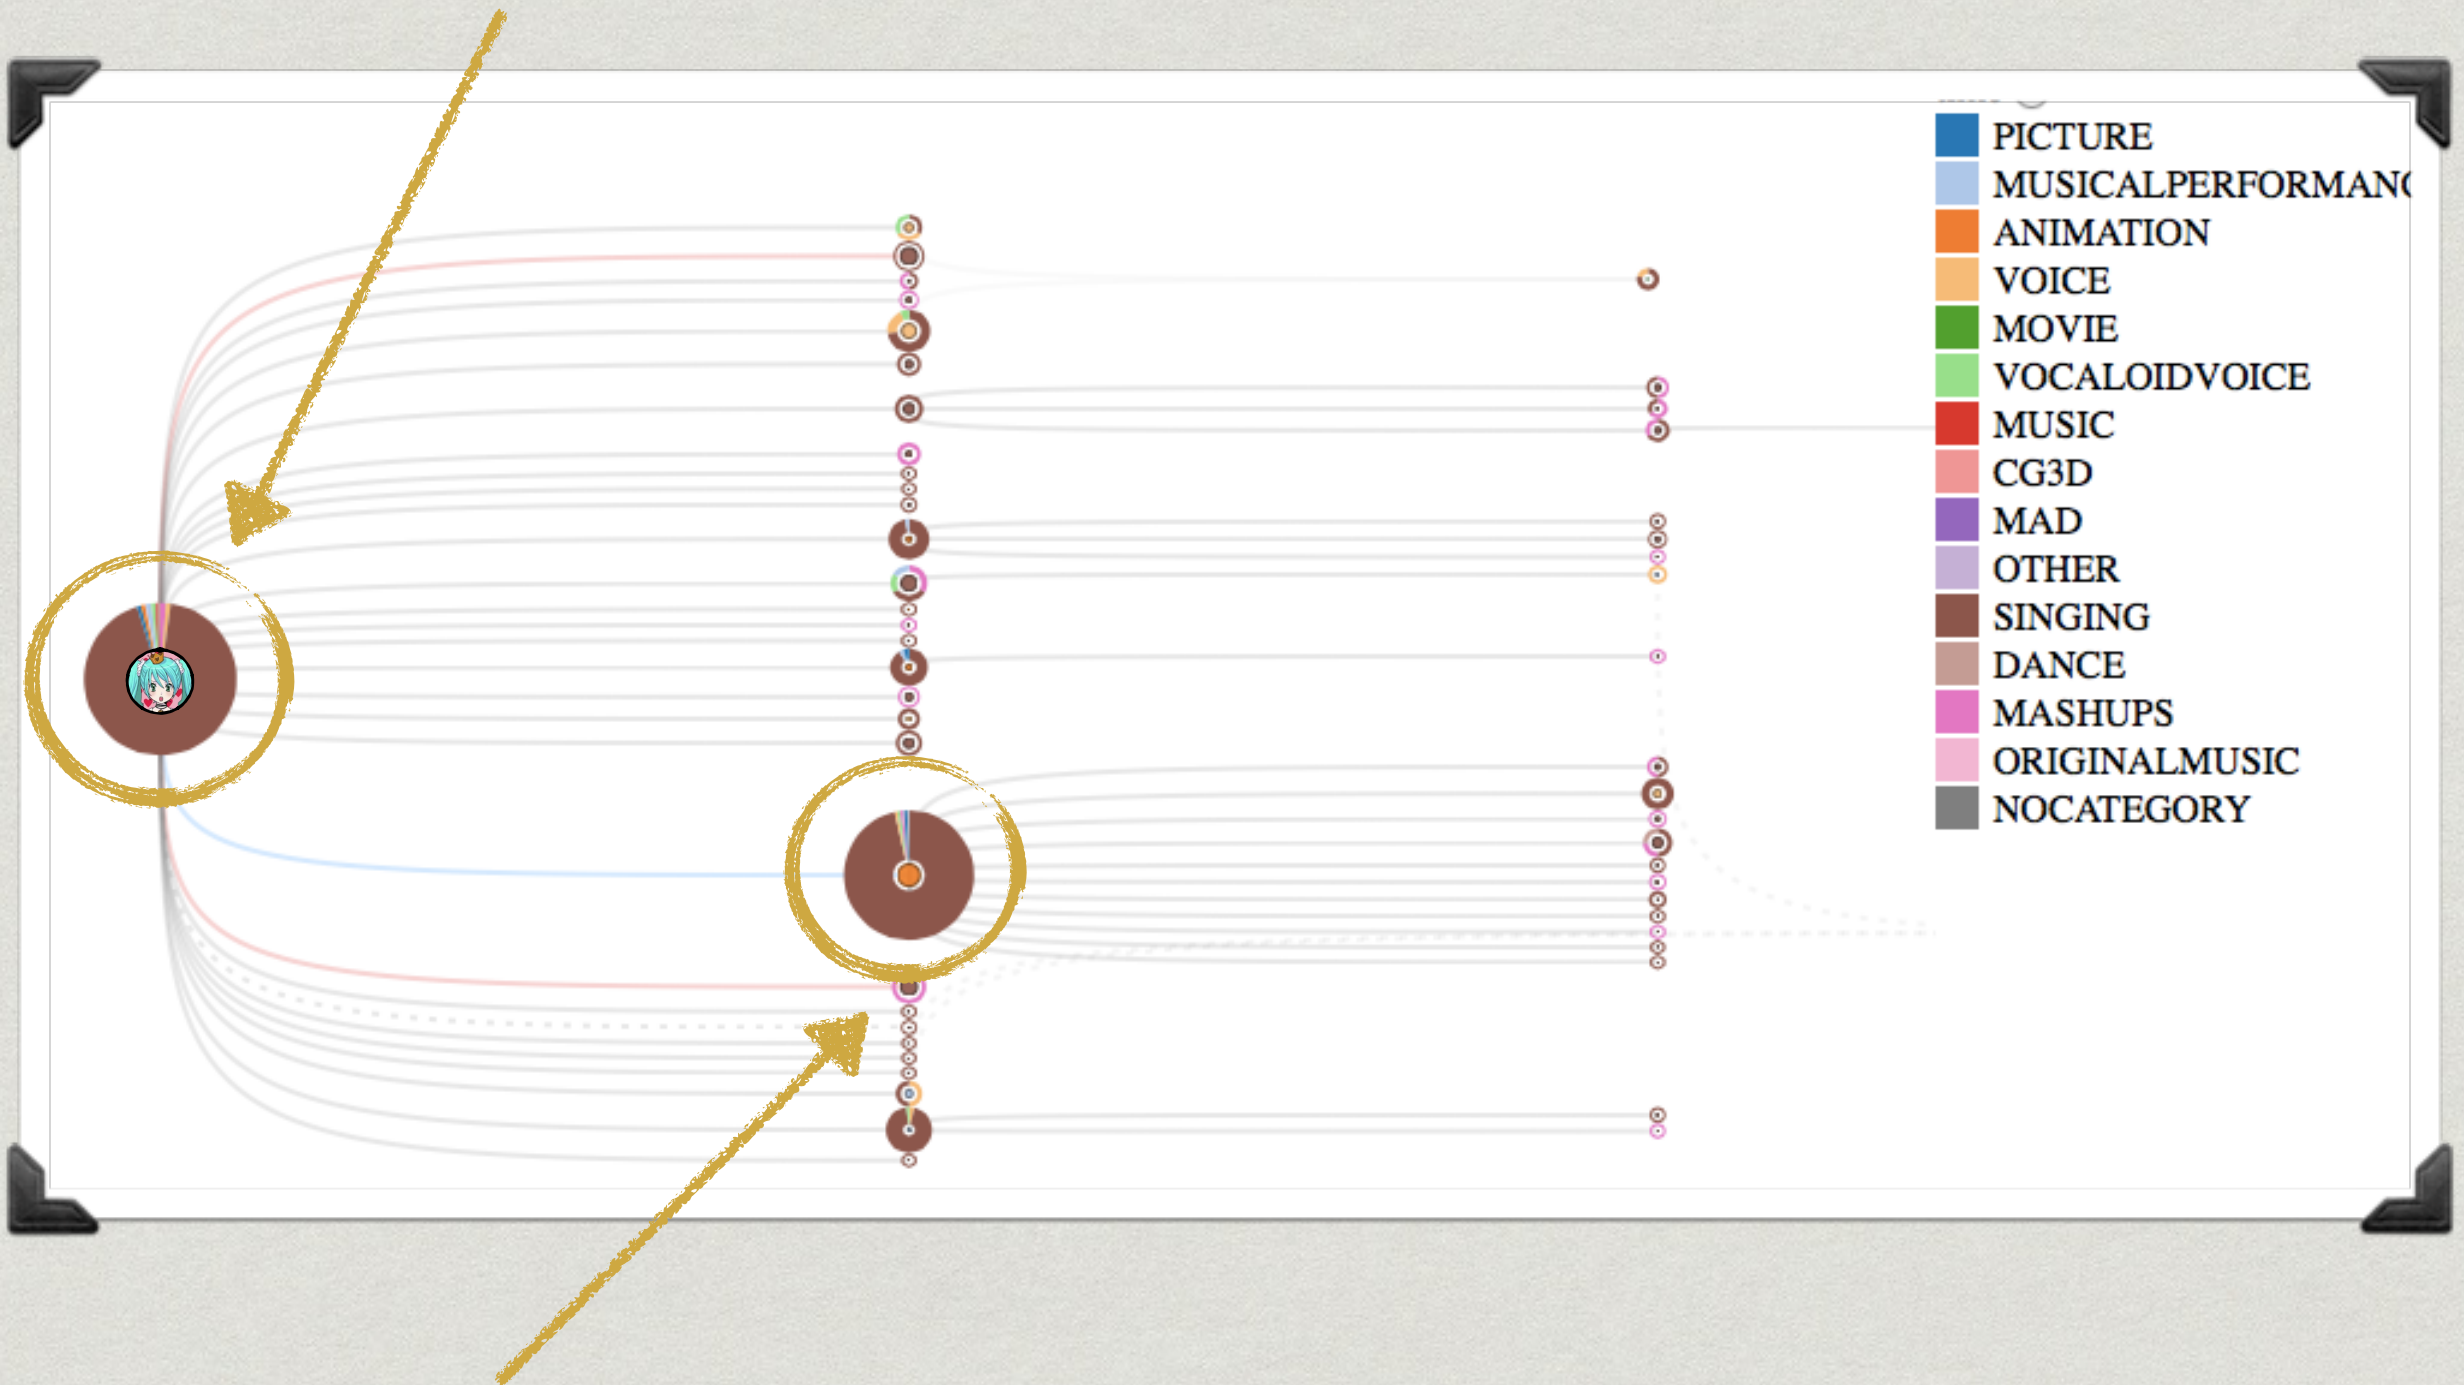 PICTURE
MUSICALPERFORMANC
ANIMATION
VOICE
MOVIE
VOCALOIDVOICE
MUSIC
CG3D
MAD
OTHER
SINGING
DANCE
MASHUPS
ORIGINALMUSIC
NOCATEGORY